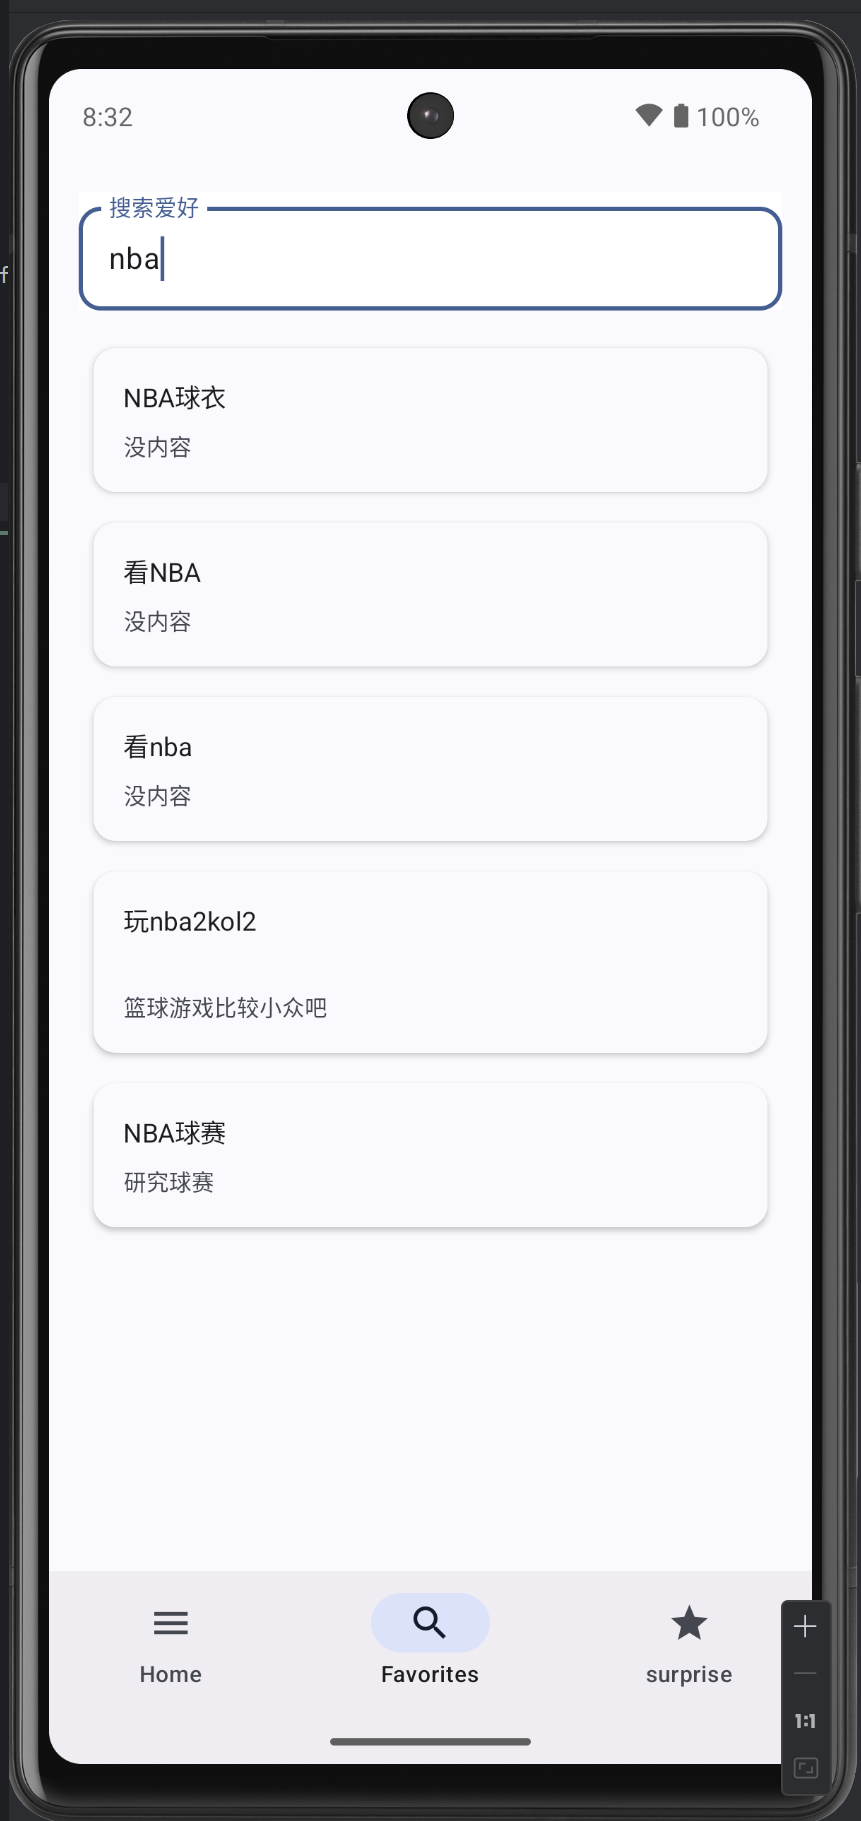 8:32
100%
搜索爱好
nba
f
NBA球衣
没内容
看NBA
没内容
看nba
没内容
玩nba2kol2
篮球游戏比较小众吧
NBA球赛
研究球赛
Home
Favorites
surprise
1:1